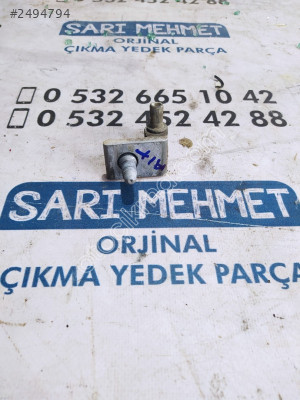 #2494794
SARI MEHMET
ORJİNAL
ÇIKMA YEDEK PARÇA
0 532 665 10 42
0 532 452 42 88
SARI MEHMET
ORJİNAL
ÇIKMA YEDEK PARÇA